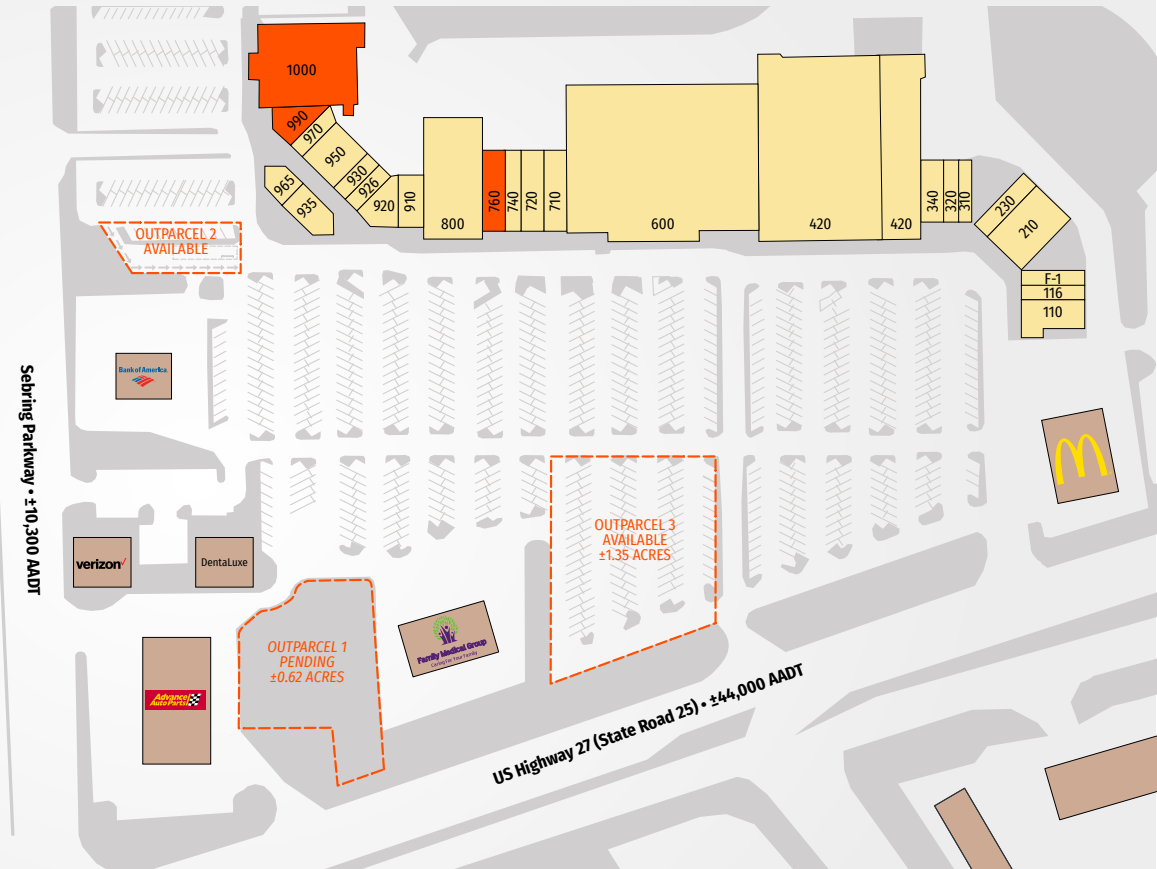 1000
990
970
950
930
926
920
910
965
935
800
760
740
720
710
600
420
420
340
320
310
230
210
F-1
116
110
OUTPARCEL 2
AVAILABLE
Bank of America
Sebring Parkway • ±10,300 AADT
verizon✓
DentaLuxe
OUTPARCEL 3
AVAILABLE
±1.35 ACRES
OUTPARCEL 1
PENDING
±0.62 ACRES
Family Medical Group
Caring For Your Family
Advance
Auto Parts
US Highway 27 (State Road 25) • ±44,000 AADT